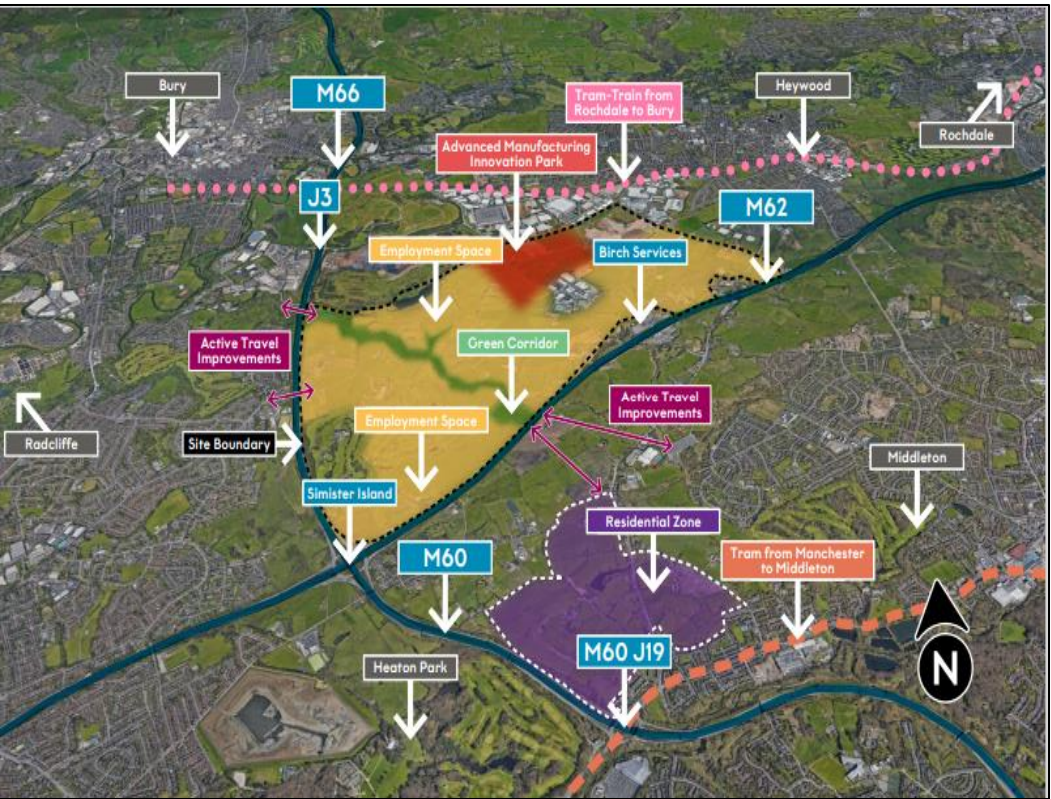 Bury
M66
Tram-Train from
Rochdale to Bury
Heywood
Rochdale
Advanced Manufacturing
Innovation Park
J3
M62
Employment Space
Birch Services
Active Travel
Improvements
Green Corridor
Active Travel
Improvements
Radcliffe
Site Boundary
Employment Space
Middleton
Simister Island
Residential Zone
M60
Tram from Manchester
to Middleton
M60 J19
Heaton Park
N